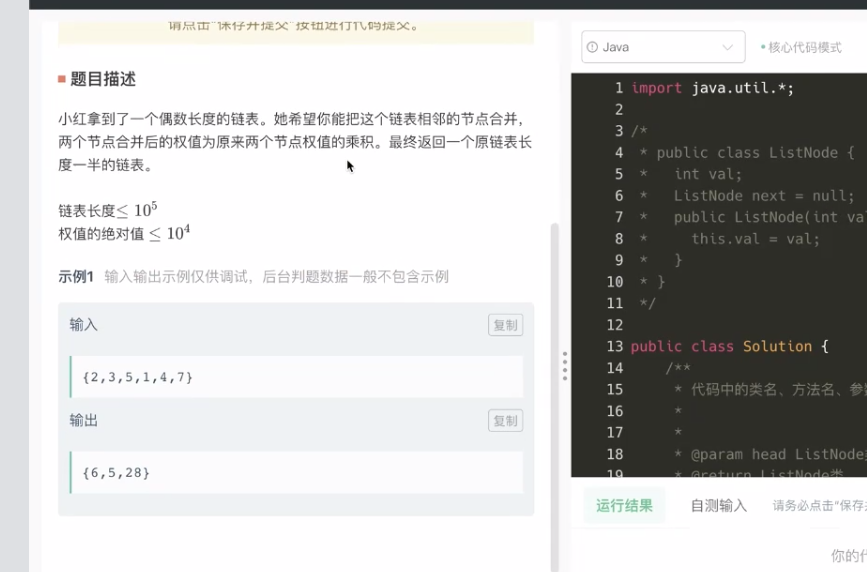 请点击“保存并提交”按钮进行代码提交。
题目描述
小红拿到了一个偶数长度的链表。她希望你能把这个链表相邻的节点合并，
两个节点合并后的权值为原来两个节点权值的乘积。最终返回一个原链表长
度一半的链表。
链表长度≤ 10⁵
权值的绝对值 ≤ 10⁴
示例1 输入输出示例仅供调试，后台判题数据一般不包含示例
输入
复制
{2,3,5,1,4,7}
输出
复制
{6,5,28}
Java
核心代码模式
1 import java.util.*;
2
3 /*
4 * public class ListNode {
5 * int val;
6 * ListNode next = null;
7 * public ListNode(int va
8 * this.val = val;
9 * }
10 * }
11 */
12
13 public class Solution {
14 /**
15 * 代码中的类名、方法名、参
16 *
17 *
18 * @param head ListNode
19 * @return ListNode类
运行结果 自测输入 请务必点击“保存
你的代